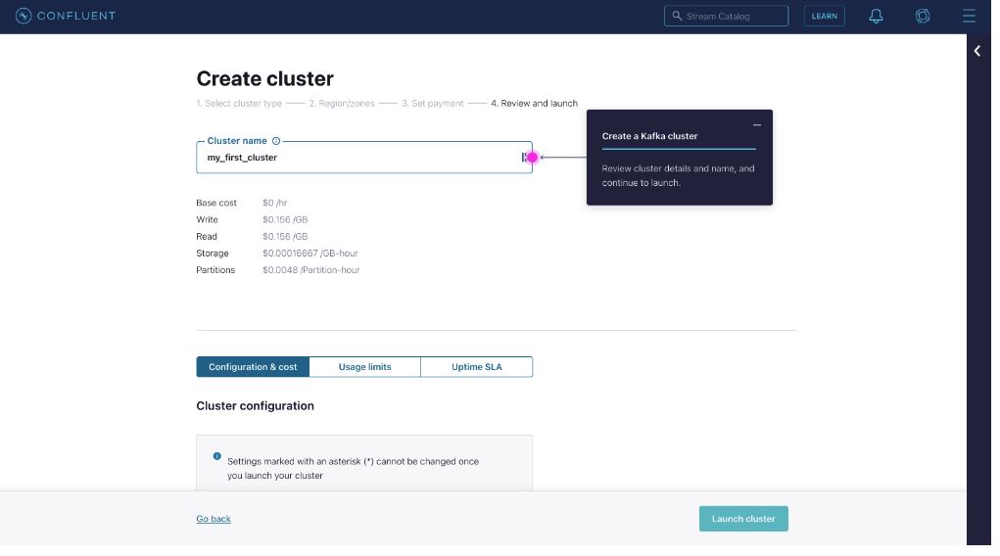 CONFLUENT
Stream Catalog
LEARN
Create cluster
1. Select cluster type
2. Region/zones
3. Set payment
4. Review and launch
Cluster name
my_first_cluster
Create a Kafka cluster
Review cluster details and name, and
continue to launch.
Base cost $0 /hr
Write $0.156 /GB
Read $0.156 /GB
Storage $0.00016667 /GB-hour
Partitions $0.0048 /Partition-hour
Configuration & cost
Usage limits
Uptime SLA
Cluster configuration
Settings marked with an asterisk (*) cannot be changed once
you launch your cluster
Go back
Launch cluster